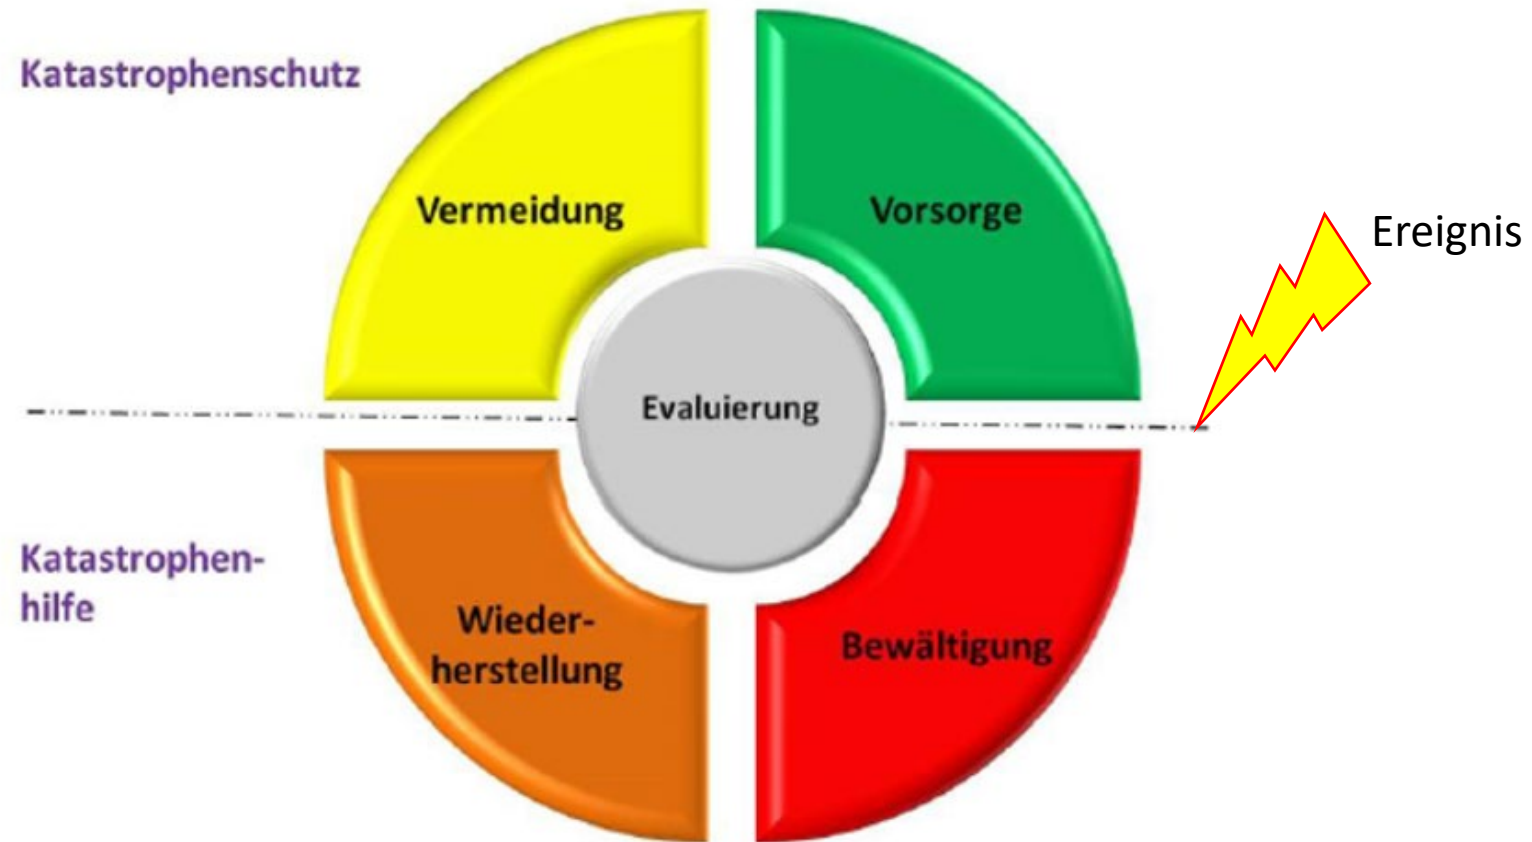 Katastrophenschutz
Vermeidung
Vorsorge
Ereignis
Evaluierung
Katastrophen-
hilfe
Wieder-
herstellung
Bewältigung